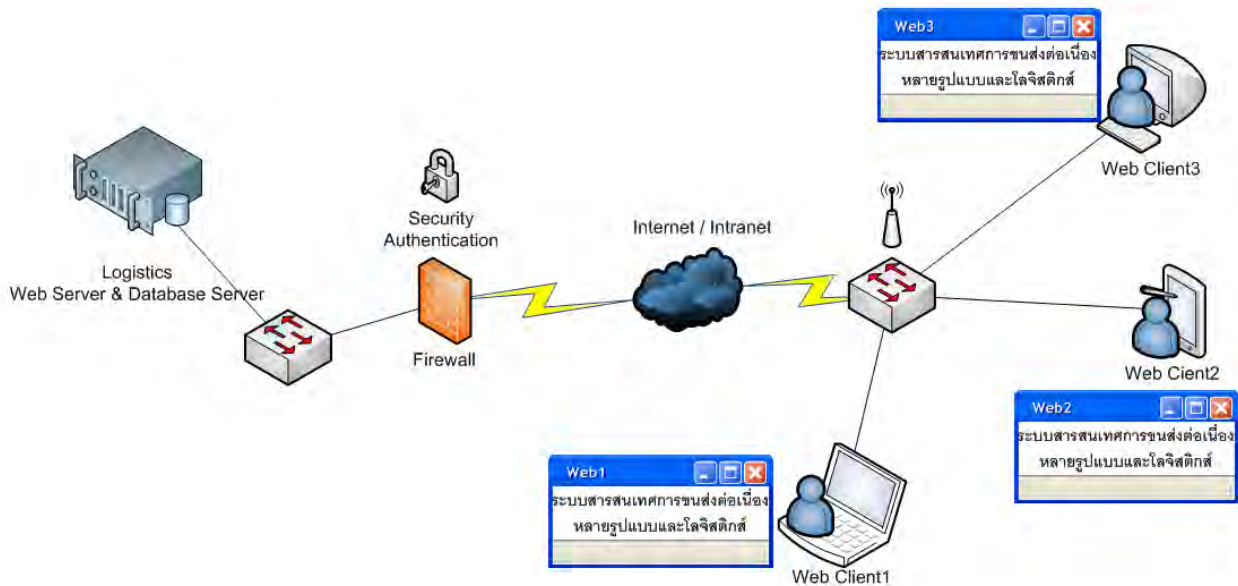 Web3
ระบบสารสนเทศการขนส่งต่อเนื่อง
หลายรูปแบบและโลจิสติกส์
Web Client3
Security
Authentication
Internet / Intranet
Logistics
Web Server & Database Server
Firewall
Web Cient2
Web2
ระบบสารสนเทศการขนส่งต่อเนื่อง
หลายรูปแบบและโลจิสติกส์
Web1
ระบบสารสนเทศการขนส่งต่อเนื่อง
หลายรูปแบบและโลจิสติกส์
Web Client1